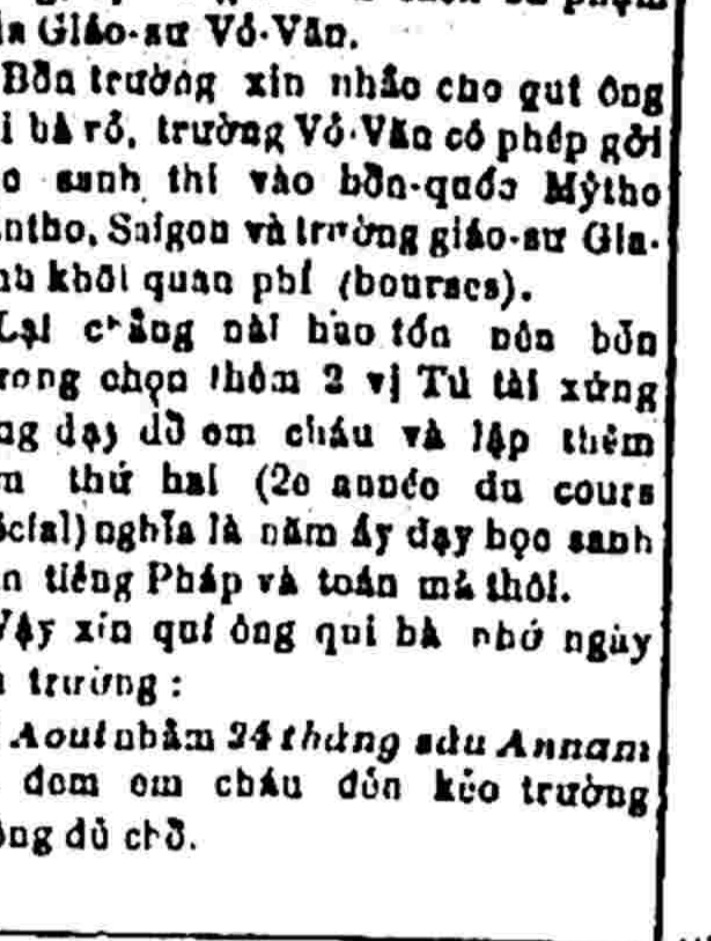 Giáo-sư Võ-Văn.
Bổn trường xin nhắc cho quí ông
bà rõ, trường Võ-Văn có phép gởi
sanh thi vào bổn-quốc Mỹtho
Saigon và trường giáo-sư Gia-
khỏi quan phí (bourses).
Lại chẳng nài hao tốn nên bổn
chọn thêm 2 vị Tú tài xứng
dạy dỗ em cháu và lập thêm
thứ hai (2e année du cours
nghĩa là năm ấy dạy học sanh
tiếng Pháp và toán mà thôi.
Vậy xin quí ông quí bà nhớ ngày
trường :
Aout nhằm 24 tháng sáu Annam
đem em cháu đến kẻo trường
đủ chỗ.